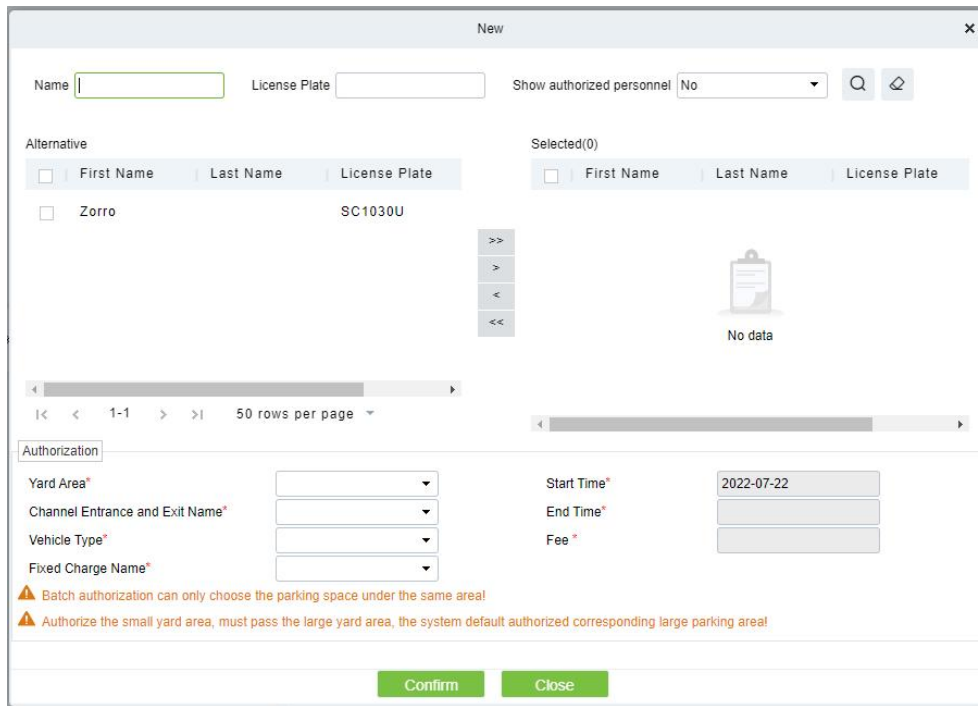 New ×
Name License Plate Show authorized personnel No
Alternative Selected(0)
First Name Last Name License Plate First Name Last Name License Plate
Zorro SC1030U
>>
>
<
<<
No data
|< < 1-1 > >| 50 rows per page
Authorization
Yard Area* Start Time* 2022-07-22
Channel Entrance and Exit Name* End Time*
Vehicle Type* Fee *
Fixed Charge Name*
Batch authorization can only choose the parking space under the same area!
Authorize the small yard area, must pass the large yard area, the system default authorized corresponding large parking area!
Confirm Close